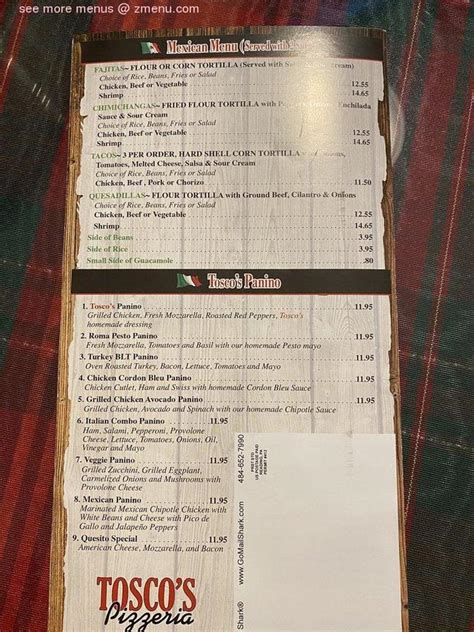 see more menus @ zmenu.com
Mexican Menu (Served with 2
FAJITAS~ FLOUR OR CORN TORTILLA (Served with Cream)
Choice of Rice, Beans, Fries or Salad
Chicken, Beef or Vegetable 12.55
Shrimp 14.65
CHIMICHANGAS~ FRIED FLOUR TORTILLA with Enchilada
Sauce & Sour Cream
Choice of Rice, Beans, Fries or Salad
Chicken, Beef or Vegetable 12.55
Shrimp 14.65
TACOS~ 3 PER ORDER, HARD SHELL CORN TORTILLA
Tomatoes, Melted Cheese, Salsa & Sour Cream
Choice of Rice, Beans, Fries or Salad
Chicken, Beef , Pork or Chorizo 11.50
QUESADILLAS~ FLOUR TORTILLA with Ground Beef, Cilantro & Onions
Choice of Rice, Beans, Fries or Salad
Chicken, Beef or Vegetable 12.55
Shrimp 14.65
Side of Beans 3.95
Side of Rice 3.95
Small Side of Guacamole .80
Tosco's Panino
1. Tosco's Panino 11.95
Grilled Chicken, Fresh Mozzarella, Roasted Red Peppers, Tosco's
homemade dressing
2. Roma Pesto Panino 11.95
Fresh Mozzarella, Tomatoes and Basil with our homemade Pesto mayo
3. Turkey BLT Panino 11.95
Oven Roasted Turkey, Bacon, Lettuce, Tomatoes and Mayo
4. Chicken Cordon Bleu Panino 11.95
Chicken Cutlet, Ham and Swiss with homemade Cordon Bleu Sauce
5. Grilled Chicken Avocado Panino 11.95
Grilled Chicken, Avocado and Spinach with our homemade Chipotle Sauce
6. Italian Combo Panino 11.95
Ham, Salami, Pepperoni, Provolone
Cheese, Lettuce, Tomatoes, Onions, Oil,
Vinegar and Mayo
7. Veggie Panino 11.95
Grilled Zucchini, Grilled Eggplant,
Carmelized Onions and Mushrooms with
Provolone Cheese
8. Mexican Panino 11.95
Marinated Mexican Chipotle Chicken with
White Beans and Cheese with Pico de
Gallo and Jalapeño Peppers
9. Quesito Special 11.95
American Cheese, Mozzarella, and Bacon
TOSCO'S
Pizzeria
Shark® www.GoMailShark.com 484-652-7990